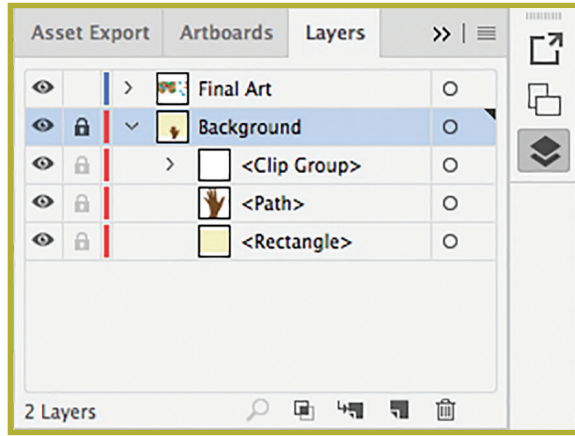 Asset Export Artboards Layers
Final Art
Background
<Clip Group>
<Path>
<Rectangle>
2 Layers